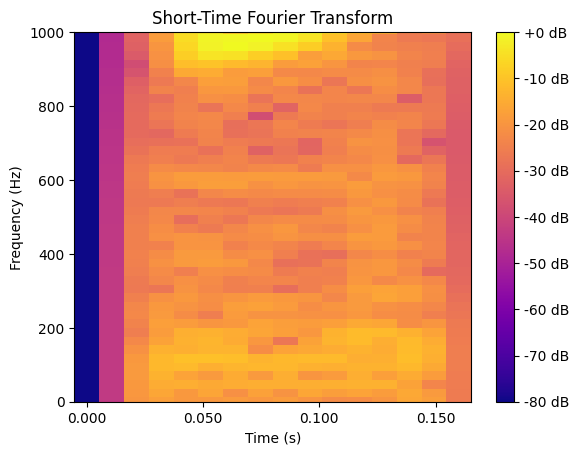 Short-Time Fourier Transform
1000
800
600
400
200
0
Frequency (Hz)
0.000
0.050
0.100
0.150
Time (s)
+0 dB
-10 dB
-20 dB
-30 dB
-40 dB
-50 dB
-60 dB
-70 dB
-80 dB